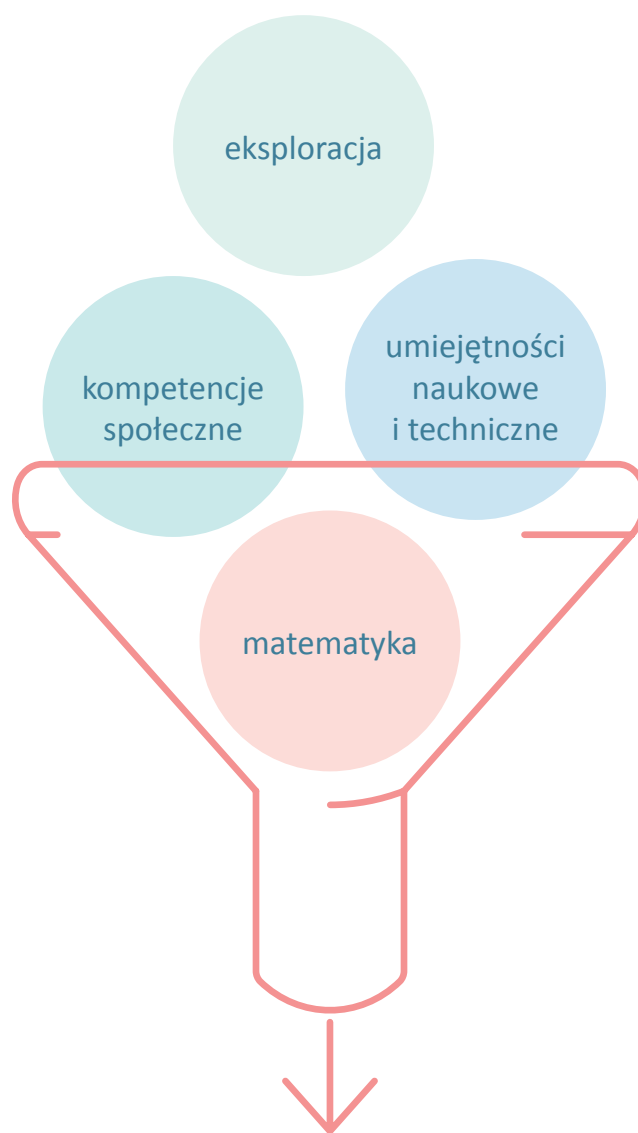 eksploracja
kompetencje
społeczne
umiejętności
naukowe
i techniczne
matematyka